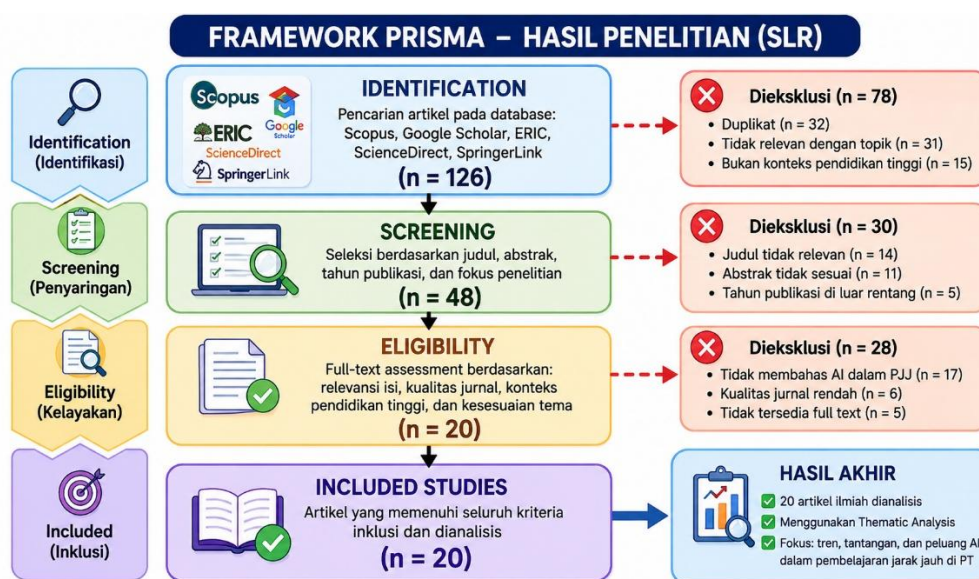 FRAMEWORK PRISMA – HASIL PENELITIAN (SLR)
Identification
(Identifikasi)
Scopus
Google
Scholar
ERIC
ScienceDirect
SpringerLink
IDENTIFICATION
Pencarian artikel pada database:
Scopus, Google Scholar, ERIC,
ScienceDirect, SpringerLink
(n = 126)
Dieksklusi (n = 78)
• Duplikat (n = 32)
• Tidak relevan dengan topik (n = 31)
• Bukan konteks pendidikan tinggi (n = 15)
Screening
(Penyaringan)
SCREENING
Seleksi berdasarkan judul, abstrak,
tahun publikasi, dan fokus penelitian
(n = 48)
Dieksklusi (n = 30)
• Judul tidak relevan (n = 14)
• Abstrak tidak sesuai (n = 11)
• Tahun publikasi di luar rentang (n = 5)
Eligibility
(Kelayakan)
ELIGIBILITY
Full-text assessment berdasarkan:
relevansi isi, kualitas jurnal, konteks
pendidikan tinggi, dan kesesuaian tema
(n = 20)
Dieksklusi (n = 28)
• Tidak membahas AI dalam PJJ (n = 17)
• Kualitas jurnal rendah (n = 6)
• Tidak tersedia full text (n = 5)
Included
(Inklusi)
INCLUDED STUDIES
Artikel yang memenuhi seluruh kriteria
inklusi dan dianalisis
(n = 20)
HASIL AKHIR
20 artikel ilmiah dianalisis
Menggunakan Thematic Analysis
Fokus: tren, tantangan, dan peluang AI
dalam pembelajaran jarak jauh di PT